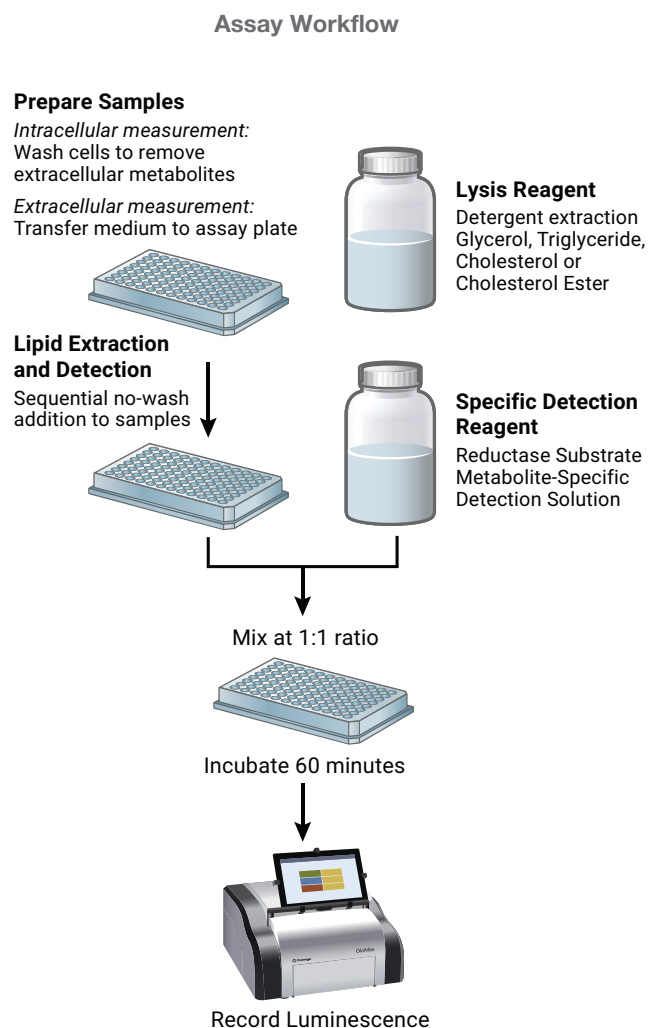 Assay Workflow
Prepare Samples
Intracellular measurement:
Wash cells to remove
extracellular metabolites
Extracellular measurement:
Transfer medium to assay plate
Lysis Reagent
Detergent extraction
Glycerol, Triglyceride,
Cholesterol or
Cholesterol Ester
Lipid Extraction
and Detection
Sequential no-wash
addition to samples
Specific Detection
Reagent
Reductase Substrate
Metabolite-Specific
Detection Solution
Mix at 1:1 ratio
Incubate 60 minutes
Promega
GloMax
Record Luminescence